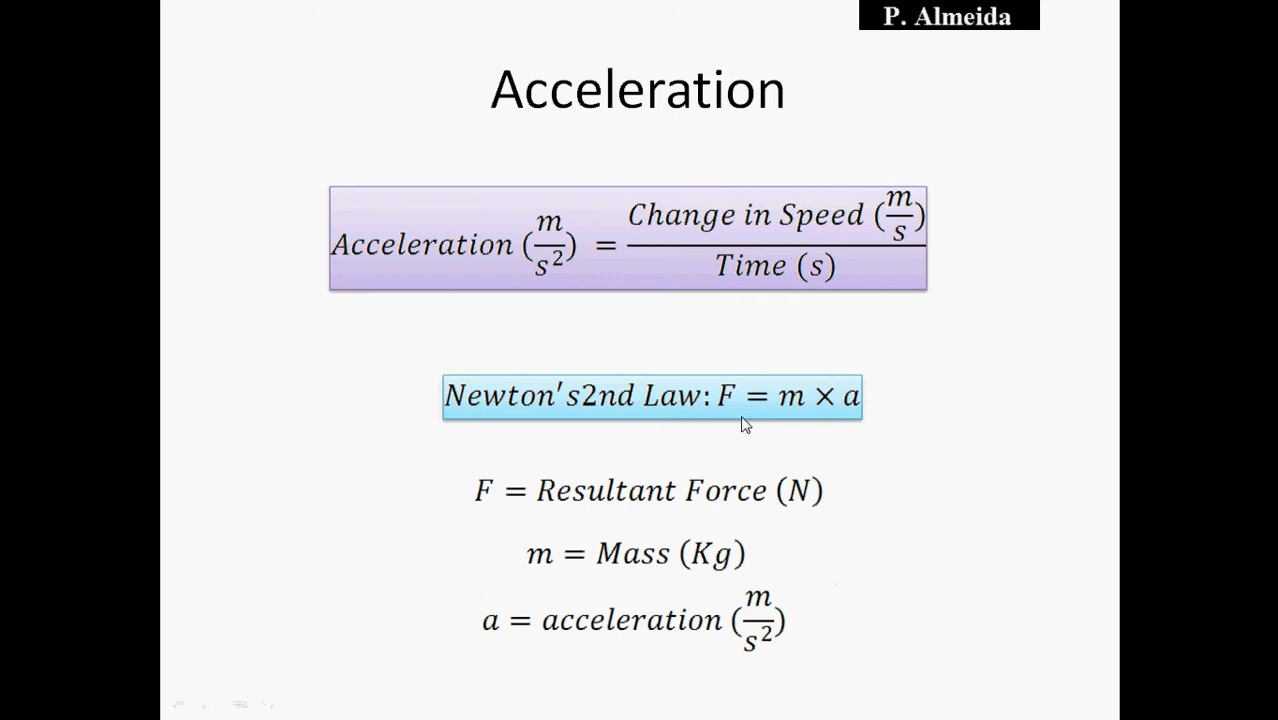 P. Almeida
Acceleration
Acceleration (m/s²) = Change in Speed (m/s) / Time (s)
Newton's2nd Law: F = m × a
F = Resultant Force (N)
m = Mass (Kg)
a = acceleration (m/s²)